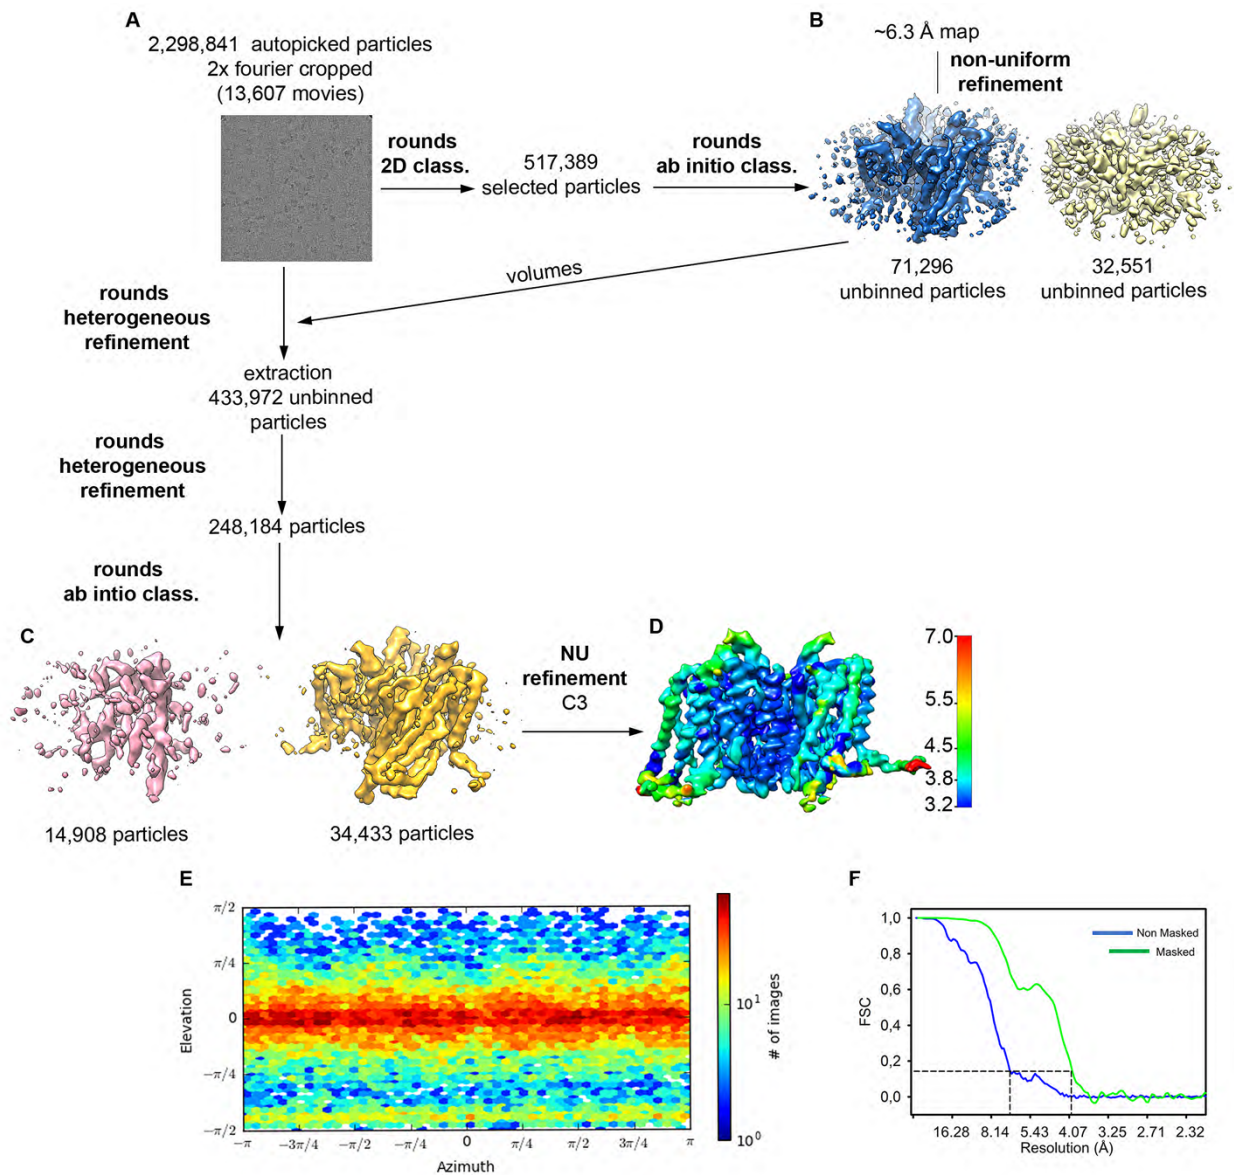 A
2,298,841 autopicked particles
2x fourier cropped
(13,607 movies)
rounds
2D class.
517,389
selected particles
rounds
ab initio class.
B
~6.3 Å map
non-uniform
refinement
71,296
unbinned particles
32,551
unbinned particles
volumes
rounds
heterogeneous
refinement
extraction
433,972 unbinned
particles
rounds
heterogeneous
refinement
248,184 particles
rounds
ab intio class.
C
14,908 particles
34,433 particles
NU
refinement
C3
D
7.0
5.5
4.5
3.8
3.2
E
Elevation
π/2
π/4
0
−π/4
−π/2
−π
−3π/4
−π/2
−π/4
0
π/4
π/2
3π/4
π
Azimuth
10¹
10⁰
# of images
F
FSC
1,0
0,8
0,6
0,4
0,2
0,0
Non Masked
Masked
16.28 8.14 5.43 4.07 3.25 2.71 2.32
Resolution (Å)